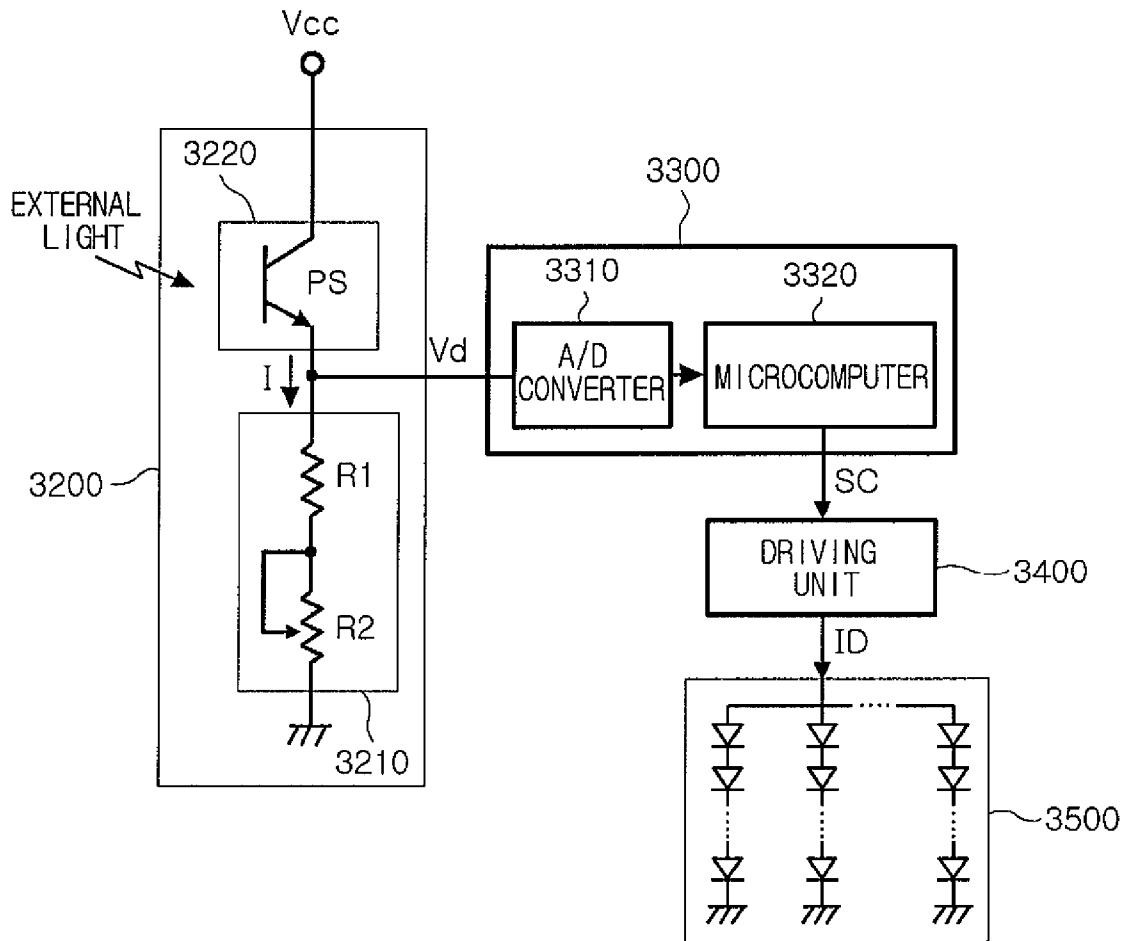 Vcc
3220
3300
EXTERNAL
LIGHT
PS
3310
3320
Vd
A/D
CONVERTER
MICROCOMPUTER
I
3200
R1
SC
DRIVING
UNIT
3400
R2
ID
3210
3500